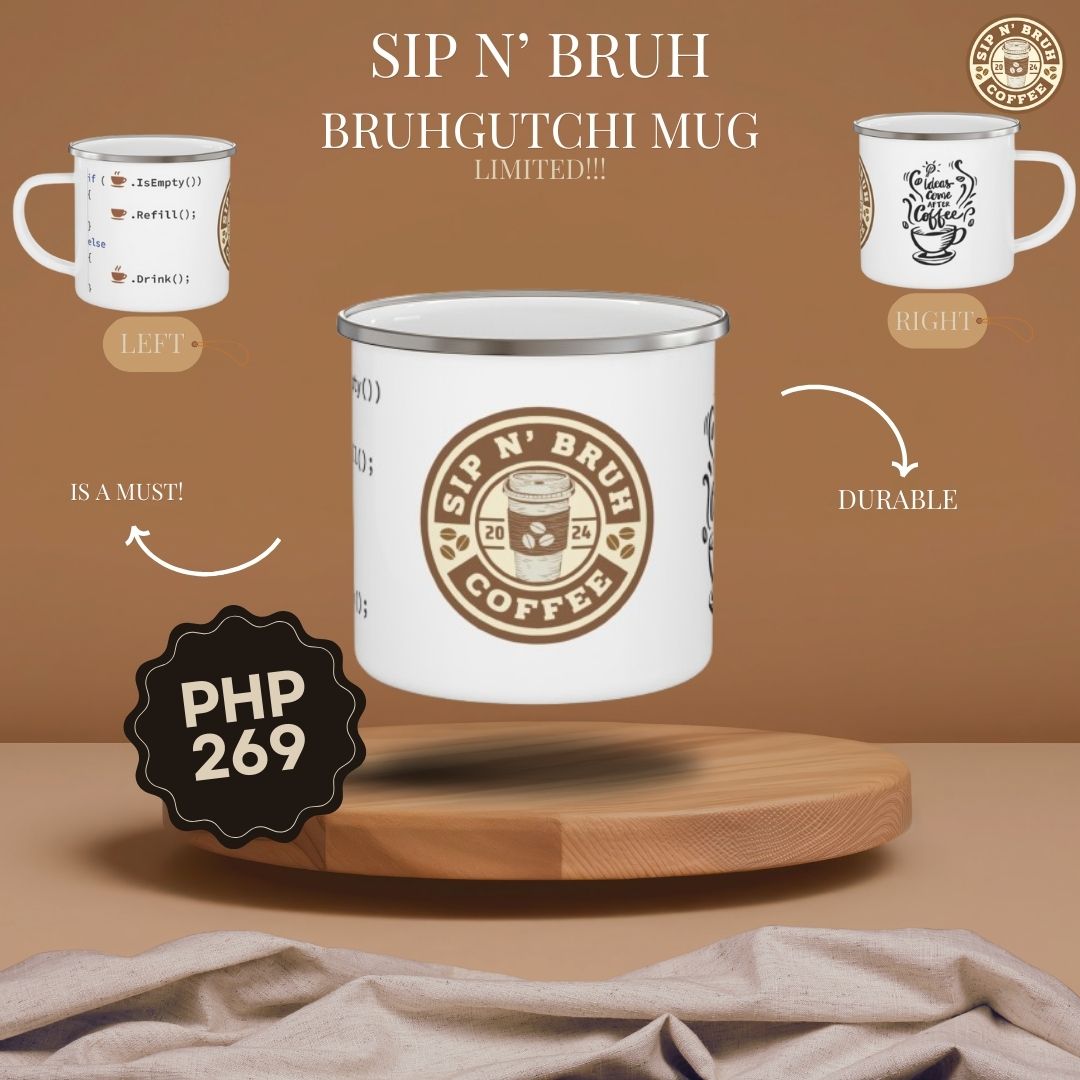 SIP N’ BRUH
BRUHGUTCHI MUG
LIMITED!!!
SIP N' BRUH
20 24
COFFEE
if ( .IsEmpty())
{
.Refill();
}
else
{
.Drink();
}
LEFT
Ideas
Come
AFTER
Coffee
RIGHT
IS A MUST!
DURABLE
ty())
l();
();
SIP N' BRUH
20 24
COFFEE
PHP
269